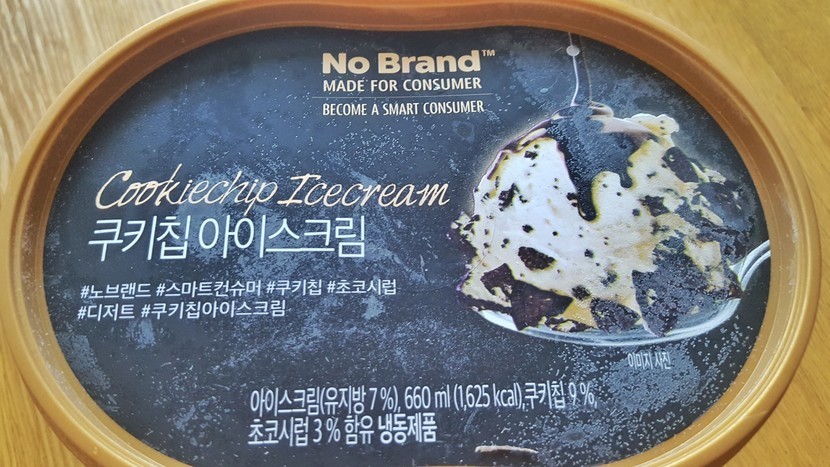 No Brand™
MADE FOR CONSUMER
BECOME A SMART CONSUMER
Cookiechip Icecream
쿠키칩 아이스크림
#노브랜드 #스마트컨슈머 #쿠키칩 #초코시럽
#디저트 #쿠키칩아이스크림
이미지 사진
아이스크림(유지방 7%), 660 ml (1,625 kcal), 쿠키칩 9%,
초코시럽 3% 함유 냉동제품